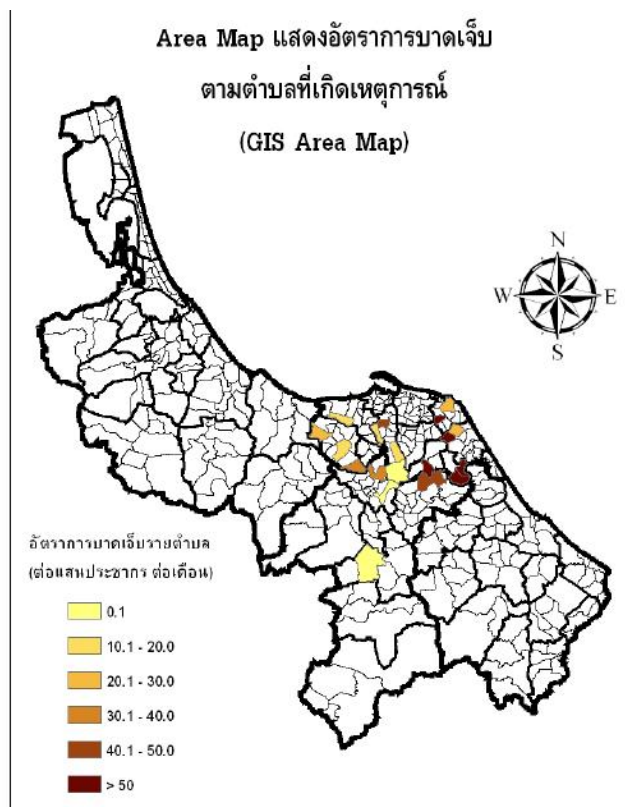 Area Map แสดงอัตราการบาดเจ็บ
ตามตำบลที่เกิดเหตุการณ์
(GIS Area Map)
N
W
E
S
อัตราการบาดเจ็บรายตำบล
(ต่อแสนประชากร ต่อเดือน)
0.1
10.1 - 20.0
20.1 - 30.0
30.1 - 40.0
40.1 - 50.0
> 50